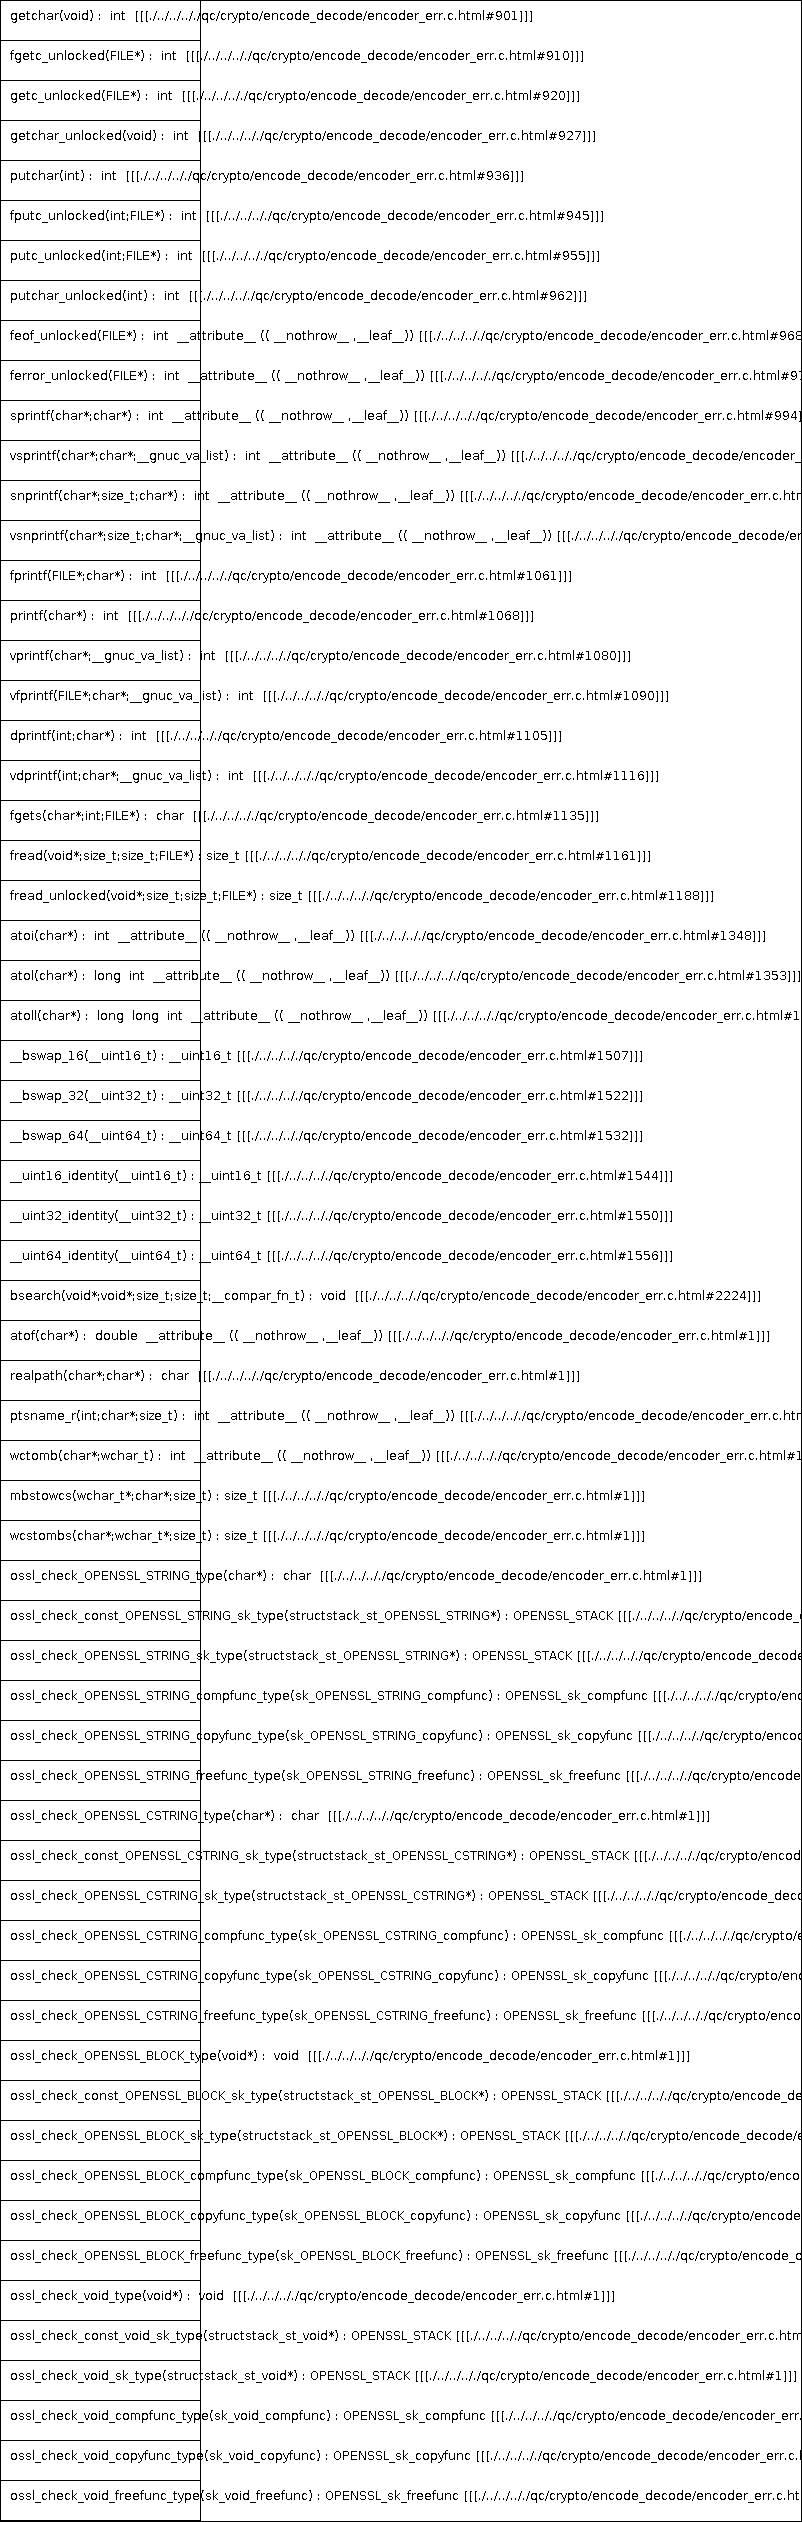 getchar(void) : int [[[./../../../qc/crypto/encode_decode/encoder_err.c.html#901]]]
fgetc_unlocked(FILE*) : int [[[./../../../qc/crypto/encode_decode/encoder_err.c.html#910]]]
getc_unlocked(FILE*) : int [[[./../../../qc/crypto/encode_decode/encoder_err.c.html#920]]]
getchar_unlocked(void) : int [[[./../../../qc/crypto/encode_decode/encoder_err.c.html#927]]]
putchar(int) : int [[[./../../../qc/crypto/encode_decode/encoder_err.c.html#936]]]
fputc_unlocked(int;FILE*) : int [[[./../../../qc/crypto/encode_decode/encoder_err.c.html#945]]]
putc_unlocked(int;FILE*) : int [[[./../../../qc/crypto/encode_decode/encoder_err.c.html#955]]]
putchar_unlocked(int) : int [[[./../../../qc/crypto/encode_decode/encoder_err.c.html#962]]]
feof_unlocked(FILE*) : int __attribute__ (( __nothrow__ ,__leaf__)) [[[./../../../qc/crypto/encode_decode/encoder_err.c.html#968
ferror_unlocked(FILE*) : int __attribute__ (( __nothrow__ ,__leaf__)) [[[./../../../qc/crypto/encode_decode/encoder_err.c.html#97
sprintf(char*;char*) : int __attribute__ (( __nothrow__ ,__leaf__)) [[[./../../../qc/crypto/encode_decode/encoder_err.c.html#994]
vsprintf(char*;char*;__gnuc_va_list) : int __attribute__ (( __nothrow__ ,__leaf__)) [[[./../../../qc/crypto/encode_decode/encoder_
snprintf(char*;size_t;char*) : int __attribute__ (( __nothrow__ ,__leaf__)) [[[./../../../qc/crypto/encode_decode/encoder_err.c.htm
vsnprintf(char*;size_t;char*;__gnuc_va_list) : int __attribute__ (( __nothrow__ ,__leaf__)) [[[./../../../qc/crypto/encode_decode/en
fprintf(FILE*;char*) : int [[[./../../../qc/crypto/encode_decode/encoder_err.c.html#1061]]]
printf(char*) : int [[[./../../../qc/crypto/encode_decode/encoder_err.c.html#1068]]]
vprintf(char*;__gnuc_va_list) : int [[[./../../../qc/crypto/encode_decode/encoder_err.c.html#1080]]]
vfprintf(FILE*;char*;__gnuc_va_list) : int [[[./../../../qc/crypto/encode_decode/encoder_err.c.html#1090]]]
dprintf(int;char*) : int [[[./../../../qc/crypto/encode_decode/encoder_err.c.html#1105]]]
vdprintf(int;char*;__gnuc_va_list) : int [[[./../../../qc/crypto/encode_decode/encoder_err.c.html#1116]]]
fgets(char*;int;FILE*) : char [[[./../../../qc/crypto/encode_decode/encoder_err.c.html#1135]]]
fread(void*;size_t;size_t;FILE*) : size_t [[[./../../../qc/crypto/encode_decode/encoder_err.c.html#1161]]]
fread_unlocked(void*;size_t;size_t;FILE*) : size_t [[[./../../../qc/crypto/encode_decode/encoder_err.c.html#1188]]]
atoi(char*) : int __attribute__ (( __nothrow__ ,__leaf__)) [[[./../../../qc/crypto/encode_decode/encoder_err.c.html#1348]]]
atol(char*) : long int __attribute__ (( __nothrow__ ,__leaf__)) [[[./../../../qc/crypto/encode_decode/encoder_err.c.html#1353]]]
atoll(char*) : long long int __attribute__ (( __nothrow__ ,__leaf__)) [[[./../../../qc/crypto/encode_decode/encoder_err.c.html#1
__bswap_16(__uint16_t) : __uint16_t [[[./../../../qc/crypto/encode_decode/encoder_err.c.html#1507]]]
__bswap_32(__uint32_t) : __uint32_t [[[./../../../qc/crypto/encode_decode/encoder_err.c.html#1522]]]
__bswap_64(__uint64_t) : __uint64_t [[[./../../../qc/crypto/encode_decode/encoder_err.c.html#1532]]]
__uint16_identity(__uint16_t) : __uint16_t [[[./../../../qc/crypto/encode_decode/encoder_err.c.html#1544]]]
__uint32_identity(__uint32_t) : __uint32_t [[[./../../../qc/crypto/encode_decode/encoder_err.c.html#1550]]]
__uint64_identity(__uint64_t) : __uint64_t [[[./../../../qc/crypto/encode_decode/encoder_err.c.html#1556]]]
bsearch(void*;void*;size_t;size_t;__compar_fn_t) : void [[[./../../../qc/crypto/encode_decode/encoder_err.c.html#2224]]]
atof(char*) : double __attribute__ (( __nothrow__ ,__leaf__)) [[[./../../../qc/crypto/encode_decode/encoder_err.c.html#1]]]
realpath(char*;char*) : char [[[./../../../qc/crypto/encode_decode/encoder_err.c.html#1]]]
ptsname_r(int;char*;size_t) : int __attribute__ (( __nothrow__ ,__leaf__)) [[[./../../../qc/crypto/encode_decode/encoder_err.c.htm
wctomb(char*;wchar_t) : int __attribute__ (( __nothrow__ ,__leaf__)) [[[./../../../qc/crypto/encode_decode/encoder_err.c.html#1
mbstowcs(wchar_t*;char*;size_t) : size_t [[[./../../../qc/crypto/encode_decode/encoder_err.c.html#1]]]
wcstombs(char*;wchar_t*;size_t) : size_t [[[./../../../qc/crypto/encode_decode/encoder_err.c.html#1]]]
ossl_check_OPENSSL_STRING_type(char*) : char [[[./../../../qc/crypto/encode_decode/encoder_err.c.html#1]]]
ossl_check_const_OPENSSL_STRING_sk_type(structstack_st_OPENSSL_STRING*) : OPENSSL_STACK [[[./../../../qc/crypto/encode_d
ossl_check_OPENSSL_STRING_sk_type(structstack_st_OPENSSL_STRING*) : OPENSSL_STACK [[[./../../../qc/crypto/encode_decode
ossl_check_OPENSSL_STRING_compfunc_type(sk_OPENSSL_STRING_compfunc) : OPENSSL_sk_compfunc [[[./../../../qc/crypto/enc
ossl_check_OPENSSL_STRING_copyfunc_type(sk_OPENSSL_STRING_copyfunc) : OPENSSL_sk_copyfunc [[[./../../../qc/crypto/encod
ossl_check_OPENSSL_STRING_freefunc_type(sk_OPENSSL_STRING_freefunc) : OPENSSL_sk_freefunc [[[./../../../qc/crypto/encode
ossl_check_OPENSSL_CSTRING_type(char*) : char [[[./../../../qc/crypto/encode_decode/encoder_err.c.html#1]]]
ossl_check_const_OPENSSL_CSTRING_sk_type(structstack_st_OPENSSL_CSTRING*) : OPENSSL_STACK [[[./../../../qc/crypto/encod
ossl_check_OPENSSL_CSTRING_sk_type(structstack_st_OPENSSL_CSTRING*) : OPENSSL_STACK [[[./../../../qc/crypto/encode_deco
ossl_check_OPENSSL_CSTRING_compfunc_type(sk_OPENSSL_CSTRING_compfunc) : OPENSSL_sk_compfunc [[[./../../../qc/crypto/e
ossl_check_OPENSSL_CSTRING_copyfunc_type(sk_OPENSSL_CSTRING_copyfunc) : OPENSSL_sk_copyfunc [[[./../../../qc/crypto/enc
ossl_check_OPENSSL_CSTRING_freefunc_type(sk_OPENSSL_CSTRING_freefunc) : OPENSSL_sk_freefunc [[[./../../../qc/crypto/enco
ossl_check_OPENSSL_BLOCK_type(void*) : void [[[./../../../qc/crypto/encode_decode/encoder_err.c.html#1]]]
ossl_check_const_OPENSSL_BLOCK_sk_type(structstack_st_OPENSSL_BLOCK*) : OPENSSL_STACK [[[./../../../qc/crypto/encode_de
ossl_check_OPENSSL_BLOCK_sk_type(structstack_st_OPENSSL_BLOCK*) : OPENSSL_STACK [[[./../../../qc/crypto/encode_decode/e
ossl_check_OPENSSL_BLOCK_compfunc_type(sk_OPENSSL_BLOCK_compfunc) : OPENSSL_sk_compfunc [[[./../../../qc/crypto/enco
ossl_check_OPENSSL_BLOCK_copyfunc_type(sk_OPENSSL_BLOCK_copyfunc) : OPENSSL_sk_copyfunc [[[./../../../qc/crypto/encode
ossl_check_OPENSSL_BLOCK_freefunc_type(sk_OPENSSL_BLOCK_freefunc) : OPENSSL_sk_freefunc [[[./../../../qc/crypto/encode_d
ossl_check_void_type(void*) : void [[[./../../../qc/crypto/encode_decode/encoder_err.c.html#1]]]
ossl_check_const_void_sk_type(structstack_st_void*) : OPENSSL_STACK [[[./../../../qc/crypto/encode_decode/encoder_err.c.htm
ossl_check_void_sk_type(structstack_st_void*) : OPENSSL_STACK [[[./../../../qc/crypto/encode_decode/encoder_err.c.html#1]]]
ossl_check_void_compfunc_type(sk_void_compfunc) : OPENSSL_sk_compfunc [[[./../../../qc/crypto/encode_decode/encoder_err.
ossl_check_void_copyfunc_type(sk_void_copyfunc) : OPENSSL_sk_copyfunc [[[./../../../qc/crypto/encode_decode/encoder_err.c.h
ossl_check_void_freefunc_type(sk_void_freefunc) : OPENSSL_sk_freefunc [[[./../../../qc/crypto/encode_decode/encoder_err.c.ht